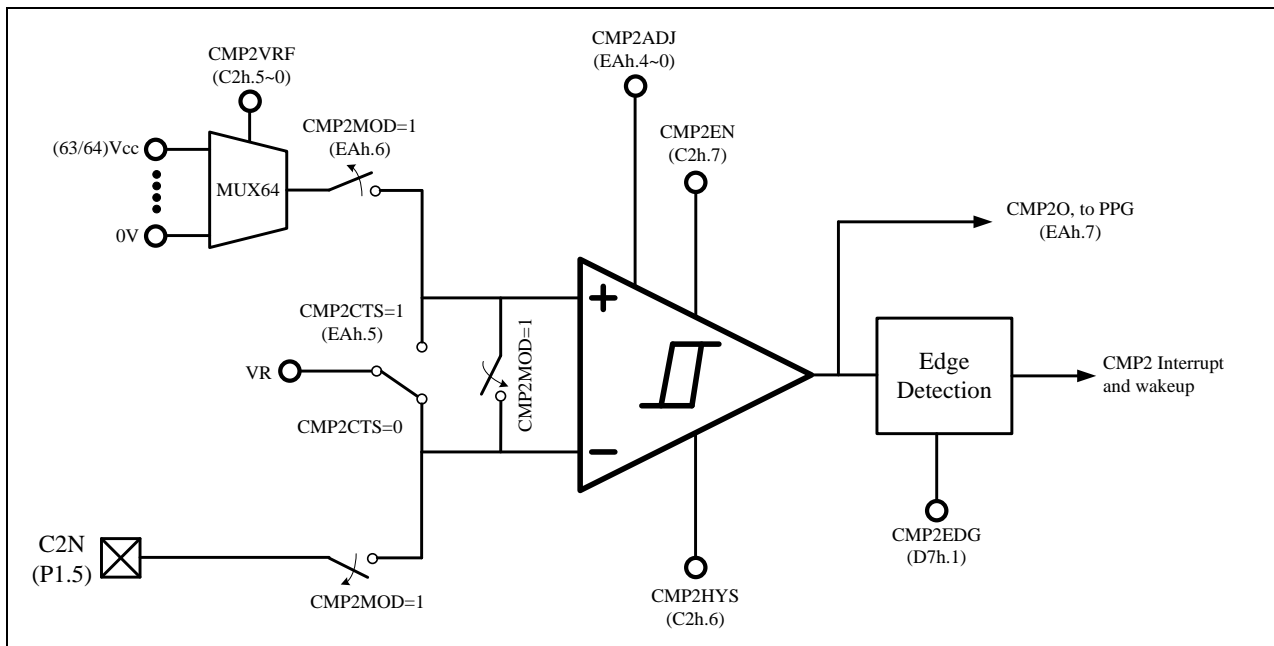 CMP2VRF
(C2h.5~0)
CMP2MOD=1
(EAh.6)
(63/64)Vcc
MUX64
0V
CMP2ADJ
(EAh.4~0)
CMP2EN
(C2h.7)
CMP2O, to PPG
(EAh.7)
CMP2CTS=1
(EAh.5)
VR
CMP2CTS=0
CMP2MOD=1
+
−
Edge
Detection
CMP2 Interrupt
and wakeup
CMP2EDG
(D7h.1)
C2N
(P1.5)
CMP2MOD=1
CMP2HYS
(C2h.6)